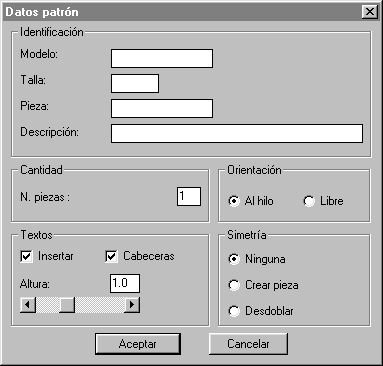 Datos patrón
Identificación
Modelo:
Talla:
Pieza:
Descripción:
Cantidad
N. piezas : 1
Orientación
Al hilo Libre
Textos
Insertar Cabeceras
Altura: 1.0
Simetría
Ninguna
Crear pieza
Desdoblar
Aceptar Cancelar